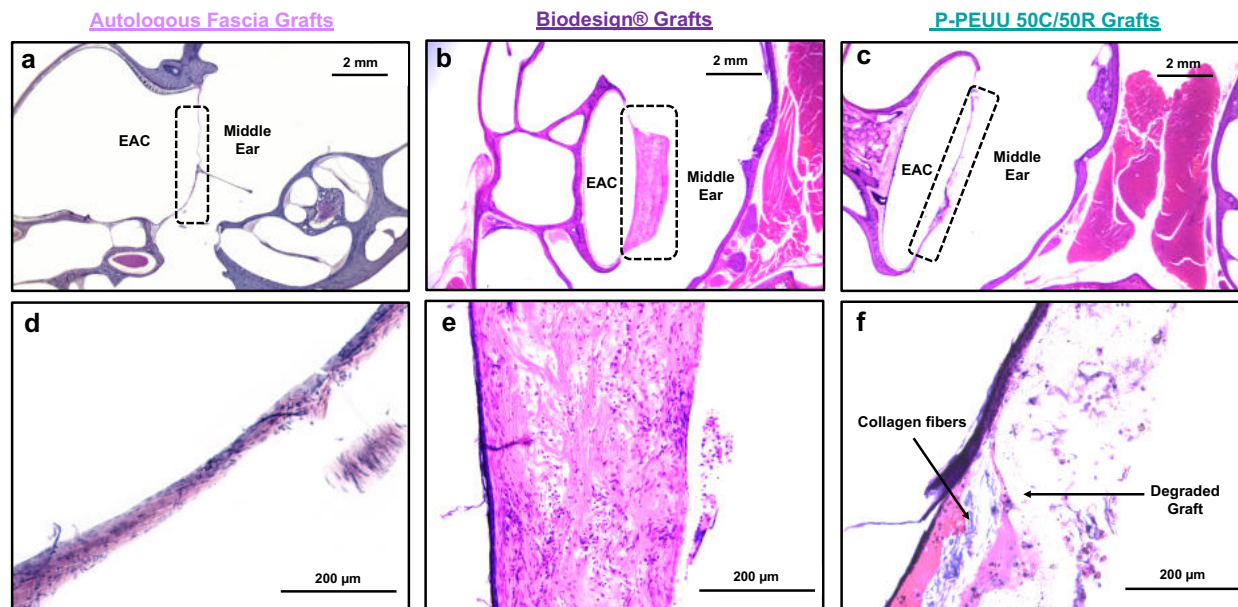 Autologous Fascia Grafts
Biodesign® Grafts
P-PEUU 50C/50R Grafts
a
2 mm
EAC
Middle
Ear
b
2 mm
EAC
Middle
Ear
c
2 mm
EAC
Middle
Ear
d
200 µm
e
200 µm
f
Collagen fibers
Degraded
Graft
200 µm